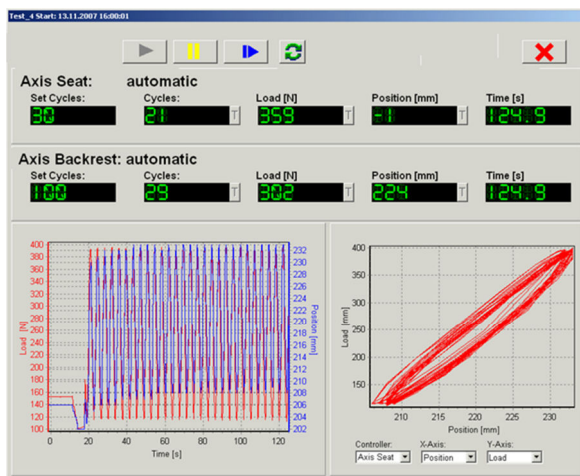 Test_4 Start: 13.11.2007 16:00:01
Axis Seat: automatic
Set Cycles: Cycles: Load [N] Position [mm] Time [s]
30 21 T 359 T -1 T 124.9
Axis Backrest: automatic
Set Cycles: Cycles: Load [N] Position [mm] Time [s]
100 29 T 302 T 224 T 124.9
400 380 360 340 320 300 280 260 240 220 200 180 160 140 120 100
Load [N]
232 230 228 226 224 222 220 218 216 214 212 210 208 206 204 202
Position [mm]
0 20 40 60 80 100 120
Time [s]
400 350 300 250 200 150
Load [mm]
210 215 220 225 230
Position [mm]
Controller: X-Axis: Y-Axis:
Axis Seat Position Load